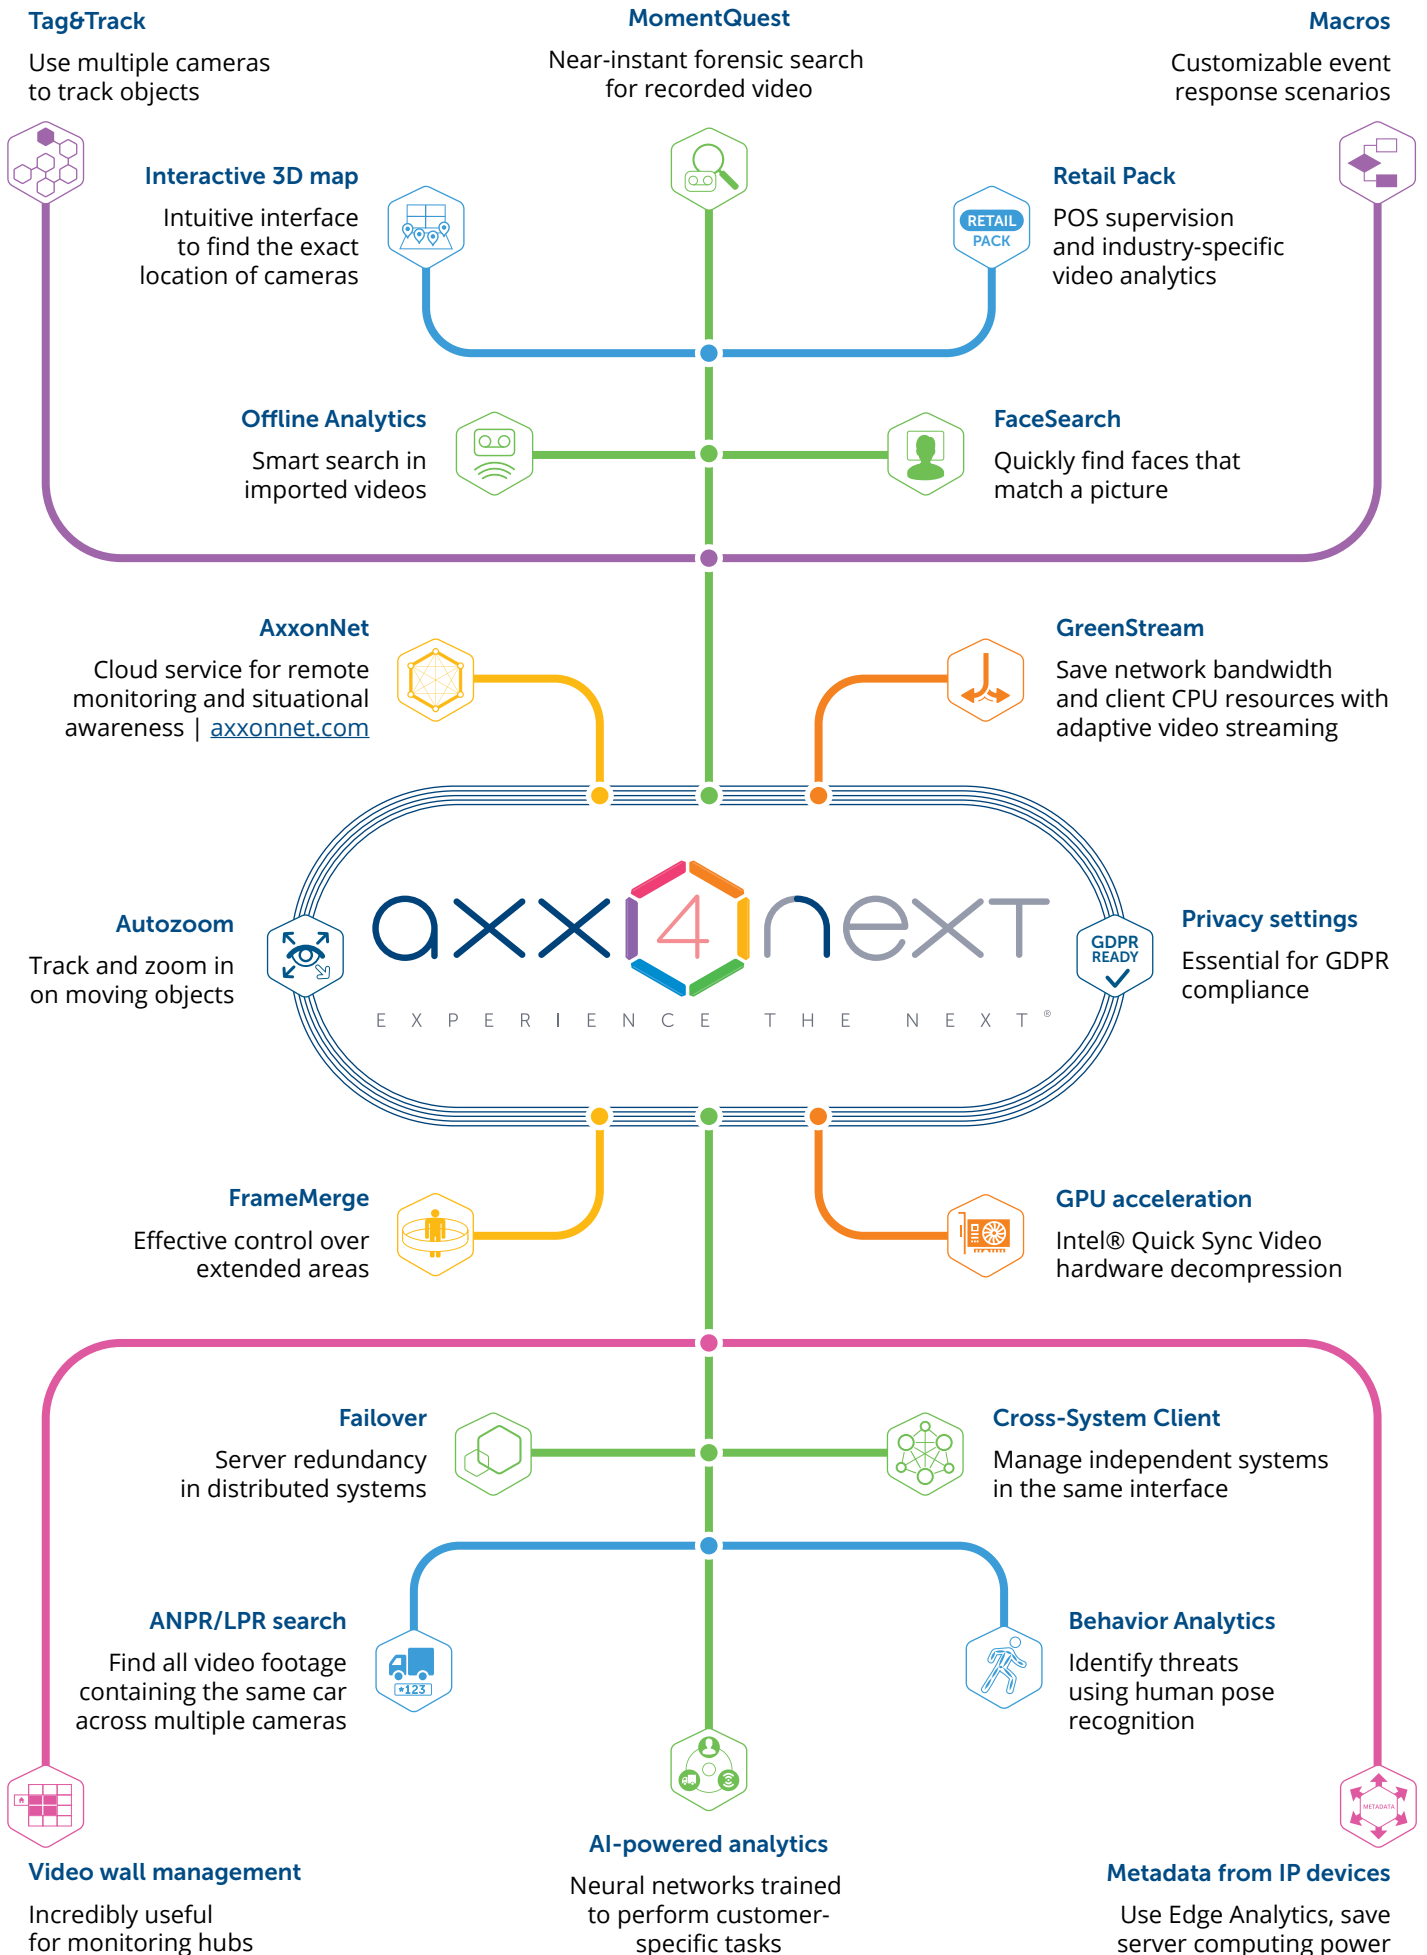 Tag&Track
Use multiple cameras
to track objects
MomentQuest
Near-instant forensic search
for recorded video
Macros
Customizable event
response scenarios
Interactive 3D map
Intuitive interface
to find the exact
location of cameras
RETAIL
PACK
Retail Pack
POS supervision
and industry-specific
video analytics
Offline Analytics
Smart search in
imported videos
FaceSearch
Quickly find faces that
match a picture
AxxonNet
Cloud service for remote
monitoring and situational
awareness | axxonnet.com
GreenStream
Save network bandwidth
and client CPU resources with
adaptive video streaming
Autozoom
Track and zoom in
on moving objects
axx4next
EXPERIENCE THE NEXT®
GDPR
READY
Privacy settings
Essential for GDPR
compliance
FrameMerge
Effective control over
extended areas
GPU acceleration
Intel® Quick Sync Video
hardware decompression
Failover
Server redundancy
in distributed systems
Cross-System Client
Manage independent systems
in the same interface
ANPR/LPR search
Find all video footage
containing the same car
across multiple cameras
*123
Behavior Analytics
Identify threats
using human pose
recognition
Video wall management
Incredibly useful
for monitoring hubs
AI-powered analytics
Neural networks trained
to perform customer-
specific tasks
METADATA
Metadata from IP devices
Use Edge Analytics, save
server computing power